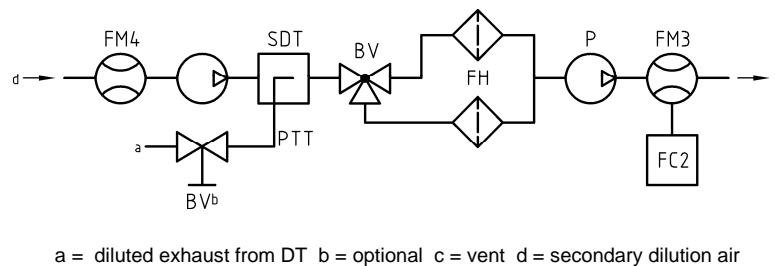 FM4 SDT BV P FM3
d
FH
a PTT FC2
BVb
a = diluted exhaust from DT b = optional c = vent d = secondary dilution air